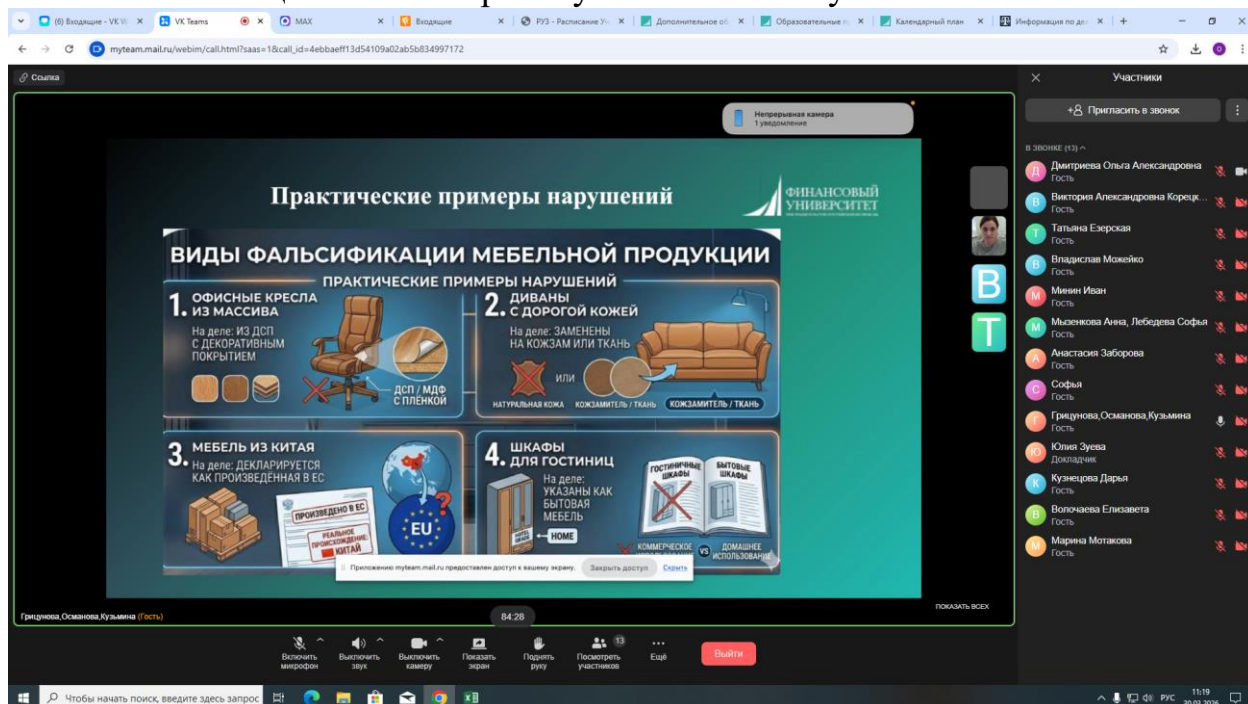 (6) Входящие - VK W
VK Teams
MAX
Входящие
РУЗ - Расписание Уч
Дополнительное об
Образовательные п
Календарный план
Информация по де
myteam.mail.ru/webim/call.html?saas=1&call_id=4ebbaeff13d54109a02ab5b834997172
Ссылка
Непрерывная камера
1 уведомление
Практические примеры нарушений
ФИНАНСОВЫЙ
УНИВЕРСИТЕТ
ВИДЫ ФАЛЬСИФИКАЦИИ МЕБЕЛЬНОЙ ПРОДУКЦИИ
ПРАКТИЧЕСКИЕ ПРИМЕРЫ НАРУШЕНИЙ
1. ОФИСНЫЕ КРЕСЛА
ИЗ МАССИВА
На деле: ИЗ ДСП
С ДЕКОРАТИВНЫМ
ПОКРЫТИЕМ
ДСП / МДФ
С ПЛЁНКОЙ
2. ДИВАНЫ
С ДОРОГОЙ КОЖЕЙ
На деле: ЗАМЕНЕНЫ
НА КОЖЗАМ ИЛИ ТКАНЬ
ИЛИ
НАТУРАЛЬНАЯ КОЖА
КОЖЗАМИТЕЛЬ / ТКАНЬ
КОЖЗАМИТЕЛЬ / ТКАНЬ
3. МЕБЕЛЬ ИЗ КИТАЯ
На деле: ДЕКЛАРИРУЕТСЯ
КАК ПРОИЗВЕДЁННАЯ В ЕС
ПРОИЗВЕДЕНО В ЕС
РЕАЛЬНОЕ
ПРОИСХОЖДЕНИЕ:
КИТАЙ
EU
?
4. ШКАФЫ
ДЛЯ ГОСТИНИЦ
На деле:
УКАЗАНЫ КАК
БЫТОВАЯ
МЕБЕЛЬ
HOME
ГОСТИНИЧНЫЕ
ШКАФЫ
БЫТОВЫЕ
ШКАФЫ
КОММЕРЧЕСКОЕ
VS
ДОМАШНЕЕ
ИСПОЛЬЗОВАНИЕ
Приложению myteam.mail.ru предоставлен доступ к вашему экрану.
Закрыть доступ
Скрыть
В
Т
ПОКАЗАТЬ ВСЕХ
Грицунова,Османова,Кузьмина (Гость)
84:28
Включить
микрофон
Выключить
звук
Выключить
камеру
Показать
экран
Поднять
руку
13
Посмотреть
участников
Ещё
Выйти
Участники
Пригласить в звонок
В ЗВОНКЕ (13)
Д
Дмитриева Ольга Александровна
Гость
В
Виктория Александровна Корецк...
Гость
Т
Татьяна Езерская
Гость
В
Владислав Можейко
Гость
М
Минин Иван
Гость
М
Мызенкова Анна, Лебедева Софья
Гость
А
Анастасия Заборова
Гость
С
Софья
Гость
Г
Грицунова,Османова,Кузьмина
Гость
Ю
Юлия Зуева
Докладчик
К
Кузнецова Дарья
Гость
В
Волочаева Елизавета
Гость
М
Марина Мотакова
Гость
Чтобы начать поиск, введите здесь запрос
РУС
11:19
30.03.2026